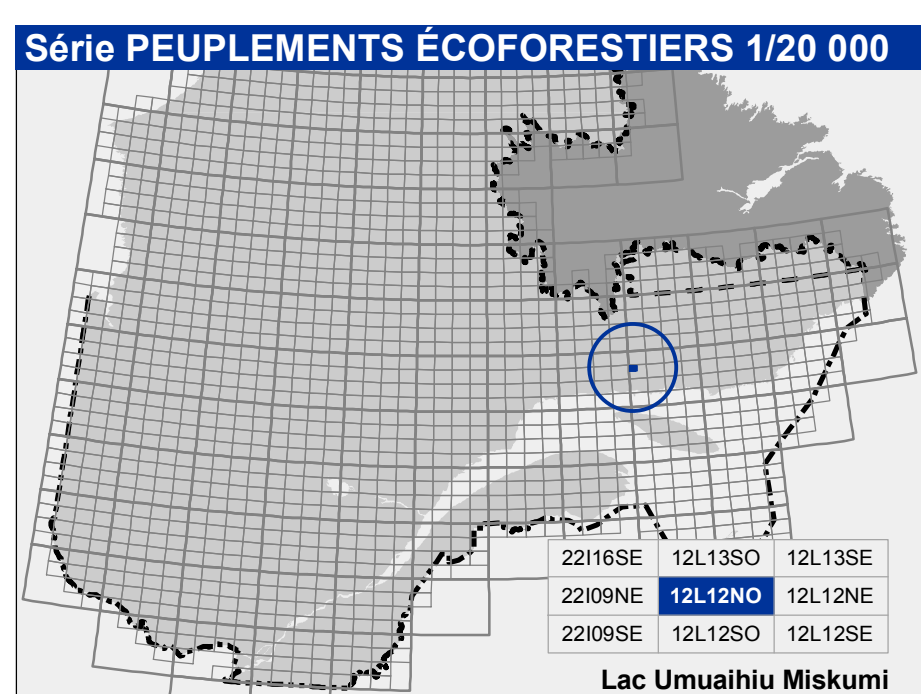 Série PEUPLEMENTS ÉCOFORESTIERS 1/20 000
22I16SE 12L13SO 12L13SE
22I09NE 12L12NO 12L12NE
22I09SE 12L12SO 12L12SE
Lac Umuaihiu Miskumi